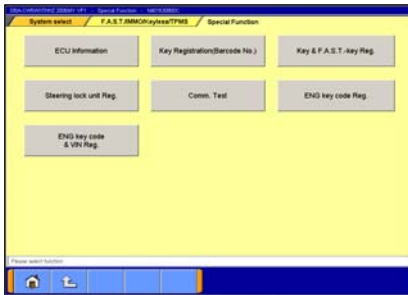 System select
F.A.S.T./IMMO/Keyless/TPMS
Special Function
ECU Information
Key Registration(Barcode No.)
Key & F.A.S.T.-key Reg.
Steering lock unit Reg.
Comm. Test
ENG key code Reg.
ENG key code
& VIN Reg.
Please select function